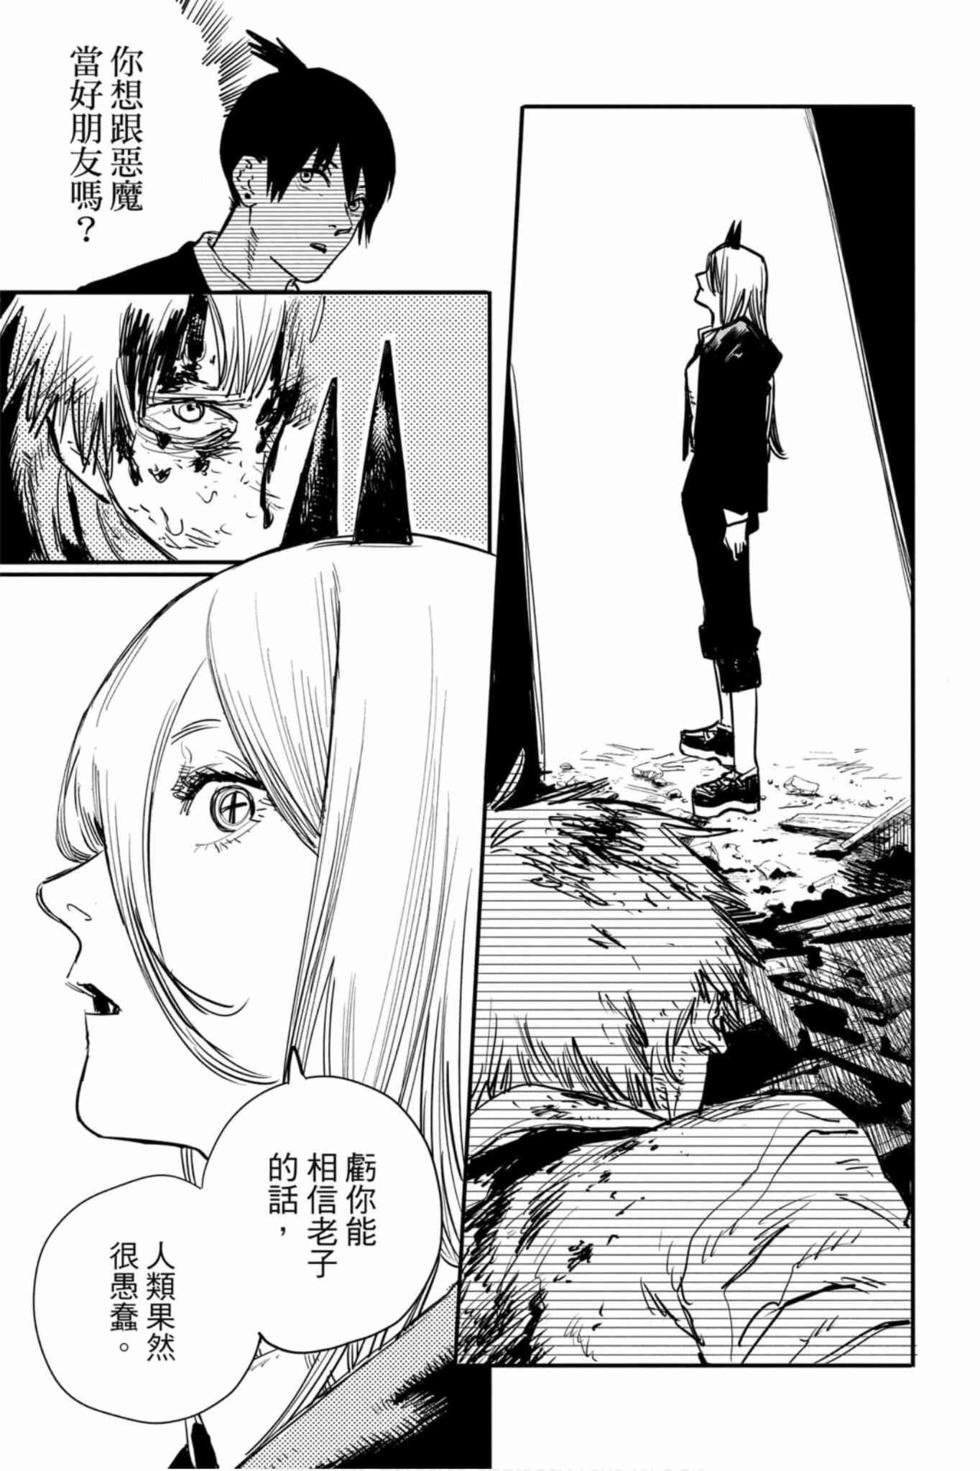 你想跟惡魔
當好朋友嗎？
虧你能
相信老子
的話，
人類果然
很愚蠢。